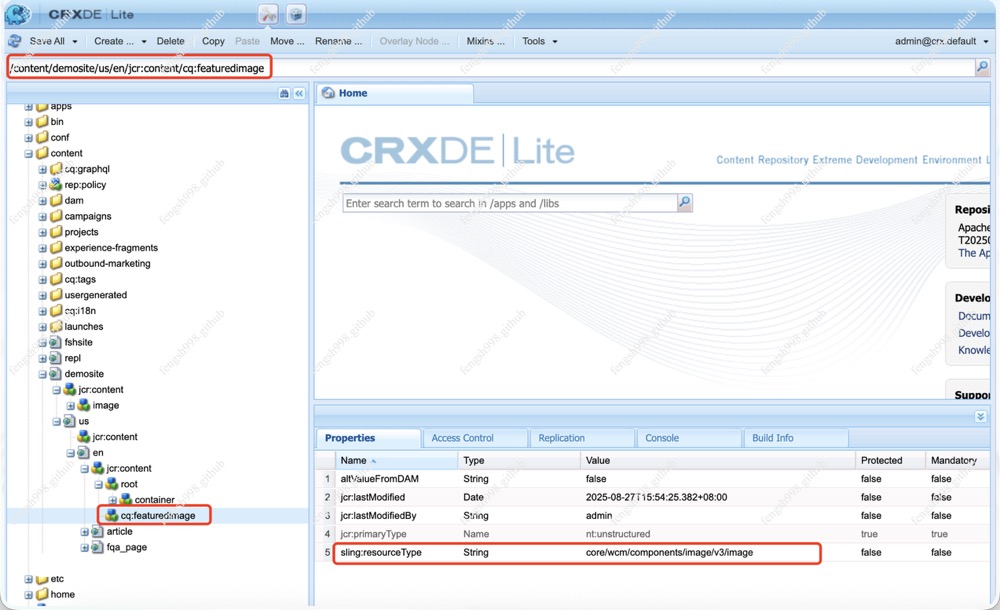 CRXDE | Lite
Save All Create ... Delete Copy Paste Move ... Rename ... Overlay Node ... Mixins ... Tools admin@crx.default
/content/demosite/us/en/jcr:content/cq:featuredimage
apps
bin
conf
content
cq:graphql
rep:policy
dam
campaigns
projects
experience-fragments
outbound-marketing
cq:tags
usergenerated
cq:i18n
launches
fshsite
repl
demosite
jcr:content
image
us
jcr:content
en
jcr:content
root
container
cq:featuredimage
article
fqa_page
etc
home
Home
CRXDE | Lite
Content Repository Extreme Development Environment L
Enter search term to search in /apps and /libs
Reposi
Apache
T20250
The Ap
Develo
Docum
Develo
Knowle
Suppor
Properties Access Control Replication Console Build Info
Name Type Value Protected Mandatory
1 altValueFromDAM String false false false
2 jcr:lastModified Date 2025-08-27T15:54:25.382+08:00 false false
3 jcr:lastModifiedBy String admin false false
4 jcr:primaryType Name nt:unstructured true true
5 sling:resourceType String core/wcm/components/image/v3/image false false
fengsh998.github